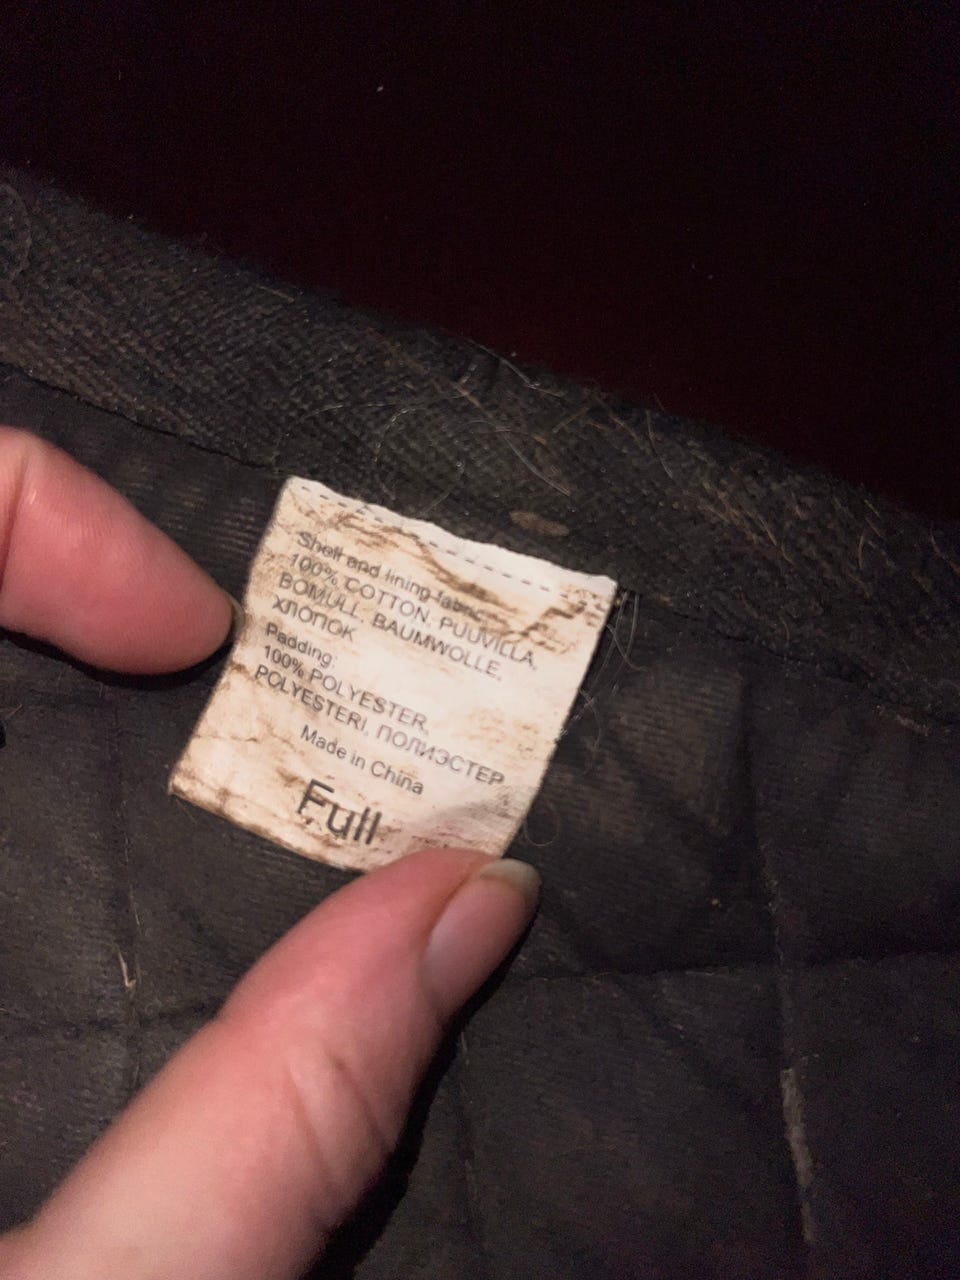 Shell and lining fabric:
100% COTTON, PUUVILLA,
BOMULL, BAUMWOLLE,
ХЛОПОК
Padding:
100% POLYESTER,
POLYESTERI, ПОЛИЭСТЕР
Made in China
Full